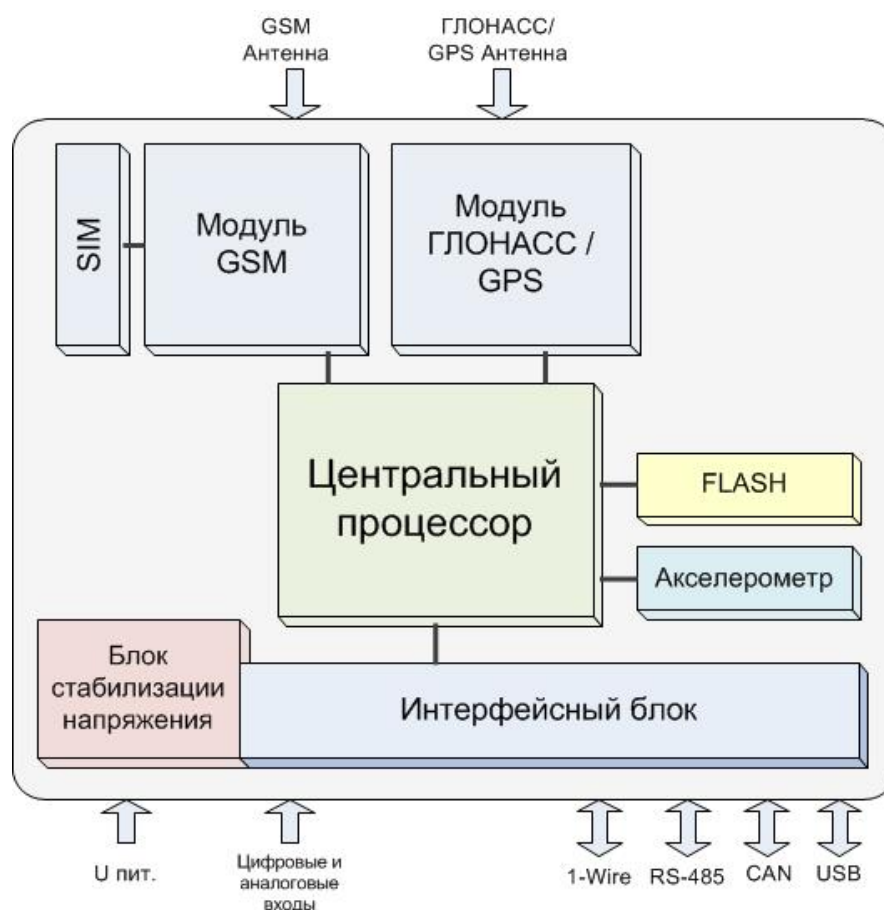 GSM
Антенна
ГЛОНАСС/
GPS Антенна
SIM
Модуль
GSM
Модуль
ГЛОНАСС /
GPS
Центральный
процессор
FLASH
Акселерометр
Блок
стабилизации
напряжения
Интерфейсный блок
U пит.
Цифровые и
аналоговые
входы
1-Wire
RS-485
CAN
USB